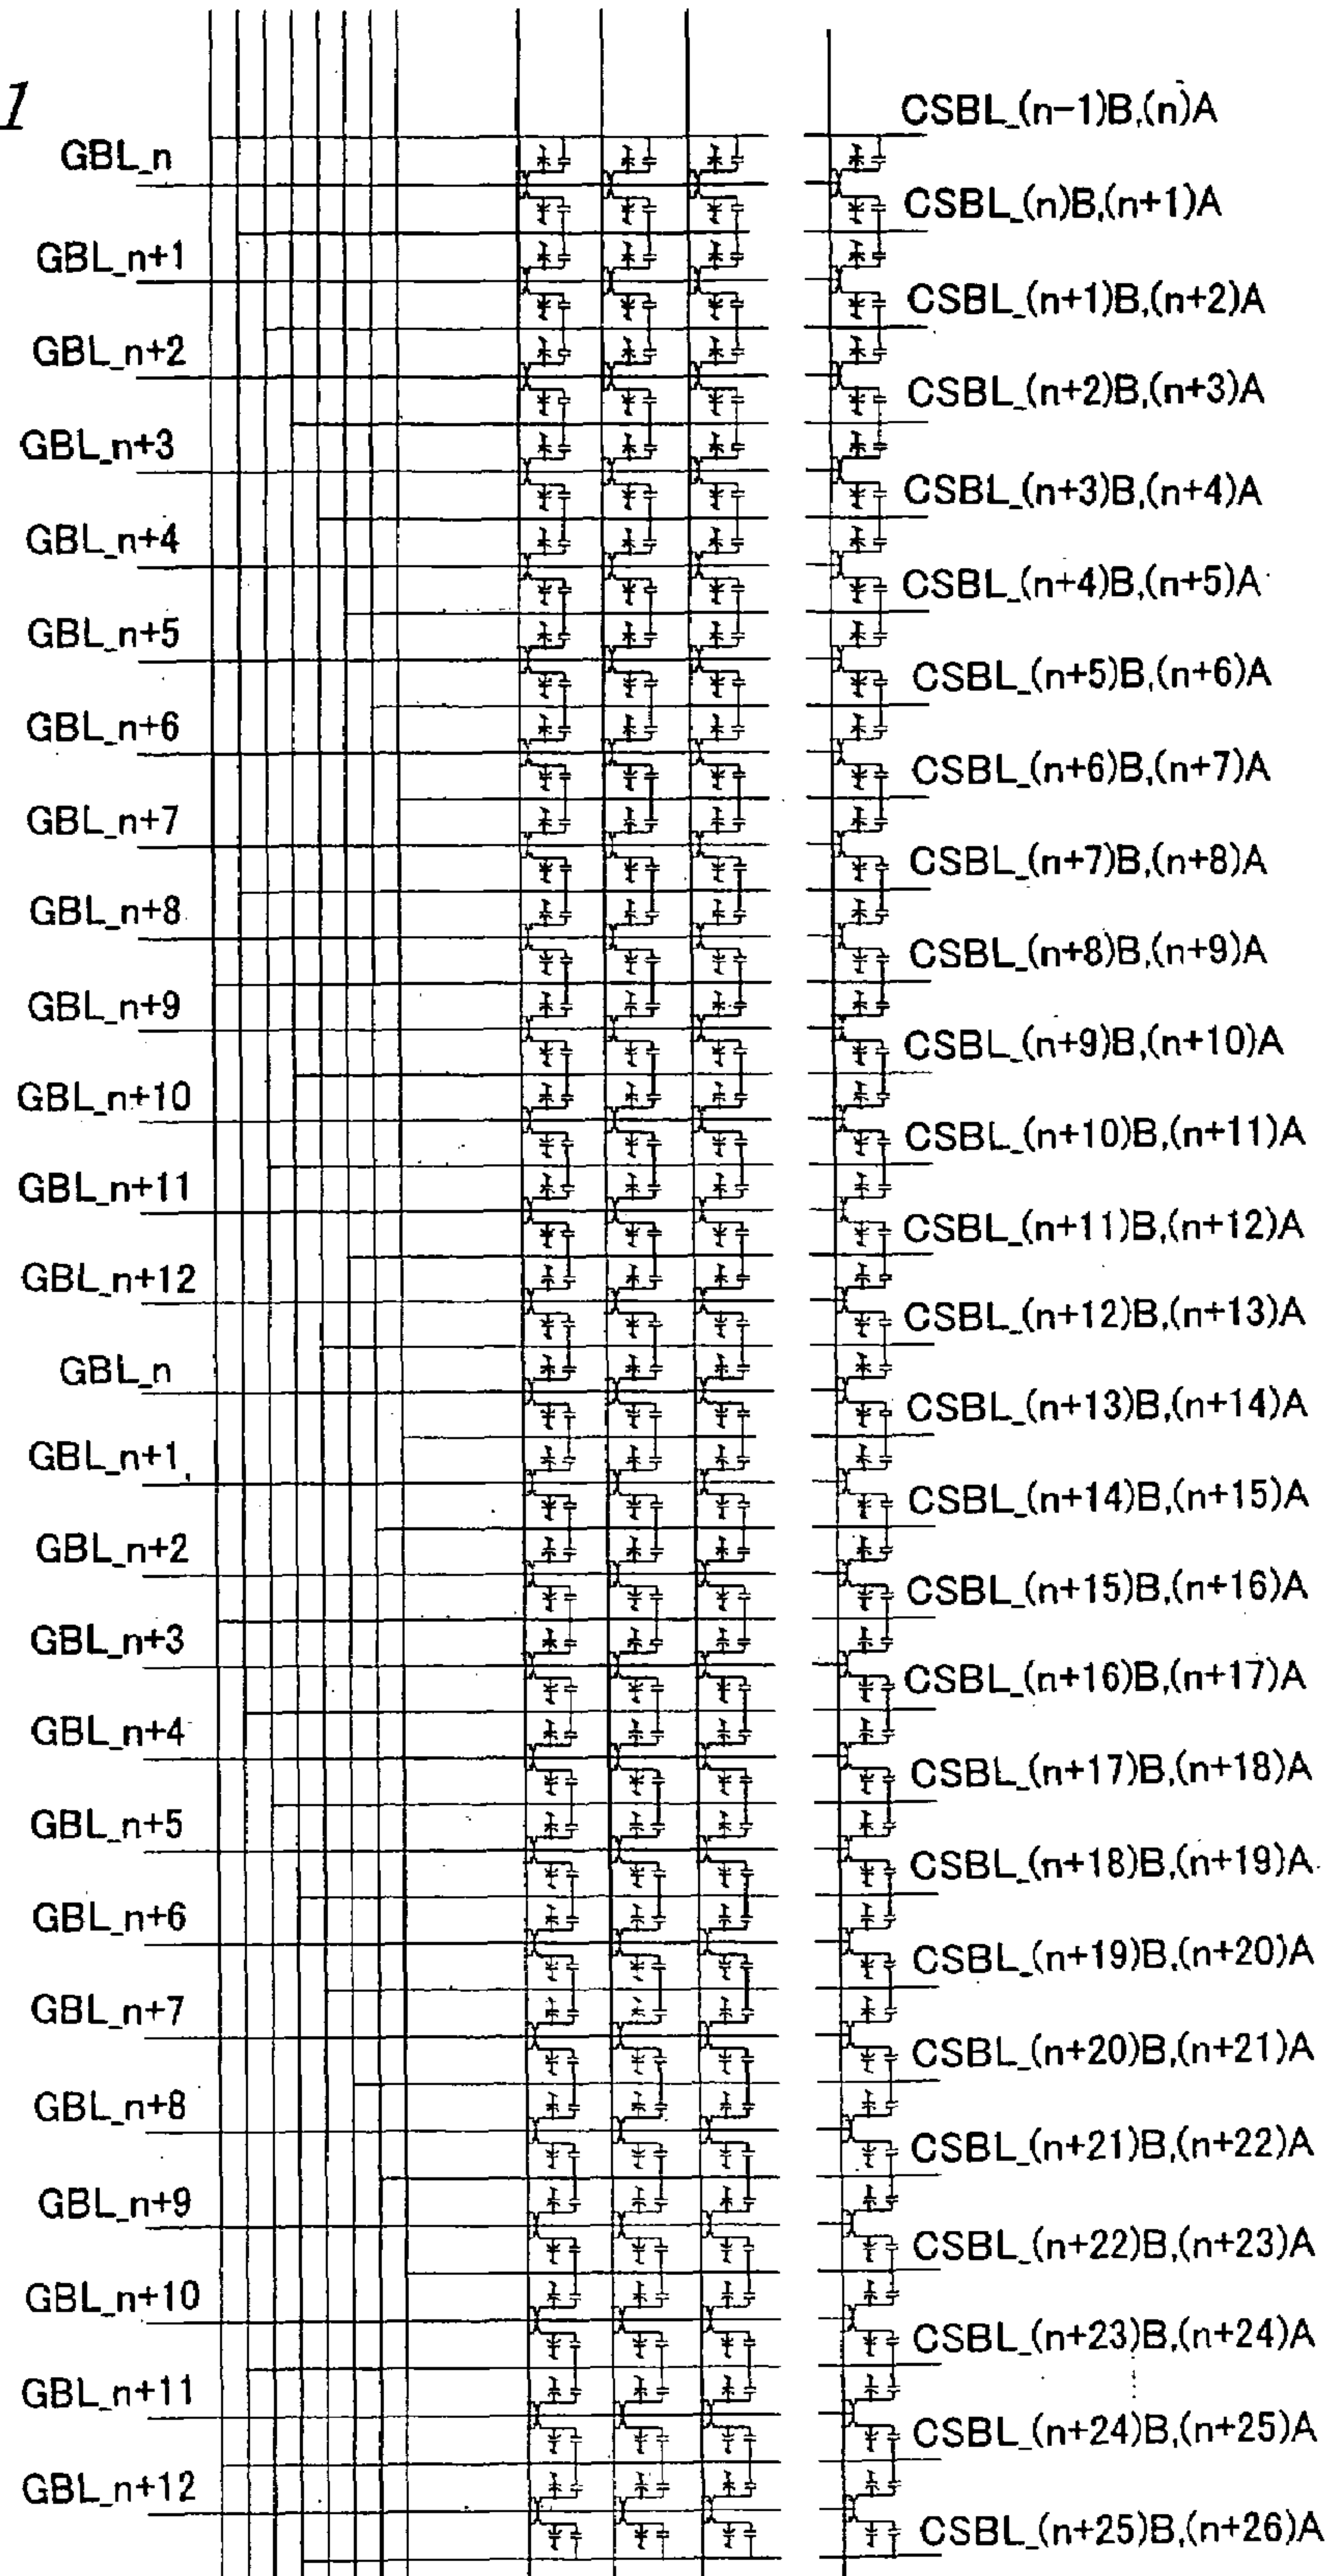 1
CSBL_(n-1)B,(n)A
GBL_n
CSBL_(n)B,(n+1)A
GBL_n+1
CSBL_(n+1)B,(n+2)A
GBL_n+2
CSBL_(n+2)B,(n+3)A
GBL_n+3
CSBL_(n+3)B,(n+4)A
GBL_n+4
CSBL_(n+4)B,(n+5)A
GBL_n+5
CSBL_(n+5)B,(n+6)A
GBL_n+6
CSBL_(n+6)B,(n+7)A
GBL_n+7
CSBL_(n+7)B,(n+8)A
GBL_n+8
CSBL_(n+8)B,(n+9)A
GBL_n+9
CSBL_(n+9)B,(n+10)A
GBL_n+10
CSBL_(n+10)B,(n+11)A
GBL_n+11
CSBL_(n+11)B,(n+12)A
GBL_n+12
CSBL_(n+12)B,(n+13)A
GBL_n
CSBL_(n+13)B,(n+14)A
GBL_n+1
CSBL_(n+14)B,(n+15)A
GBL_n+2
CSBL_(n+15)B,(n+16)A
GBL_n+3
CSBL_(n+16)B,(n+17)A
GBL_n+4
CSBL_(n+17)B,(n+18)A
GBL_n+5
CSBL_(n+18)B,(n+19)A
GBL_n+6
CSBL_(n+19)B,(n+20)A
GBL_n+7
CSBL_(n+20)B,(n+21)A
GBL_n+8
CSBL_(n+21)B,(n+22)A
GBL_n+9
CSBL_(n+22)B,(n+23)A
GBL_n+10
CSBL_(n+23)B,(n+24)A
GBL_n+11
CSBL_(n+24)B,(n+25)A
GBL_n+12
CSBL_(n+25)B,(n+26)A